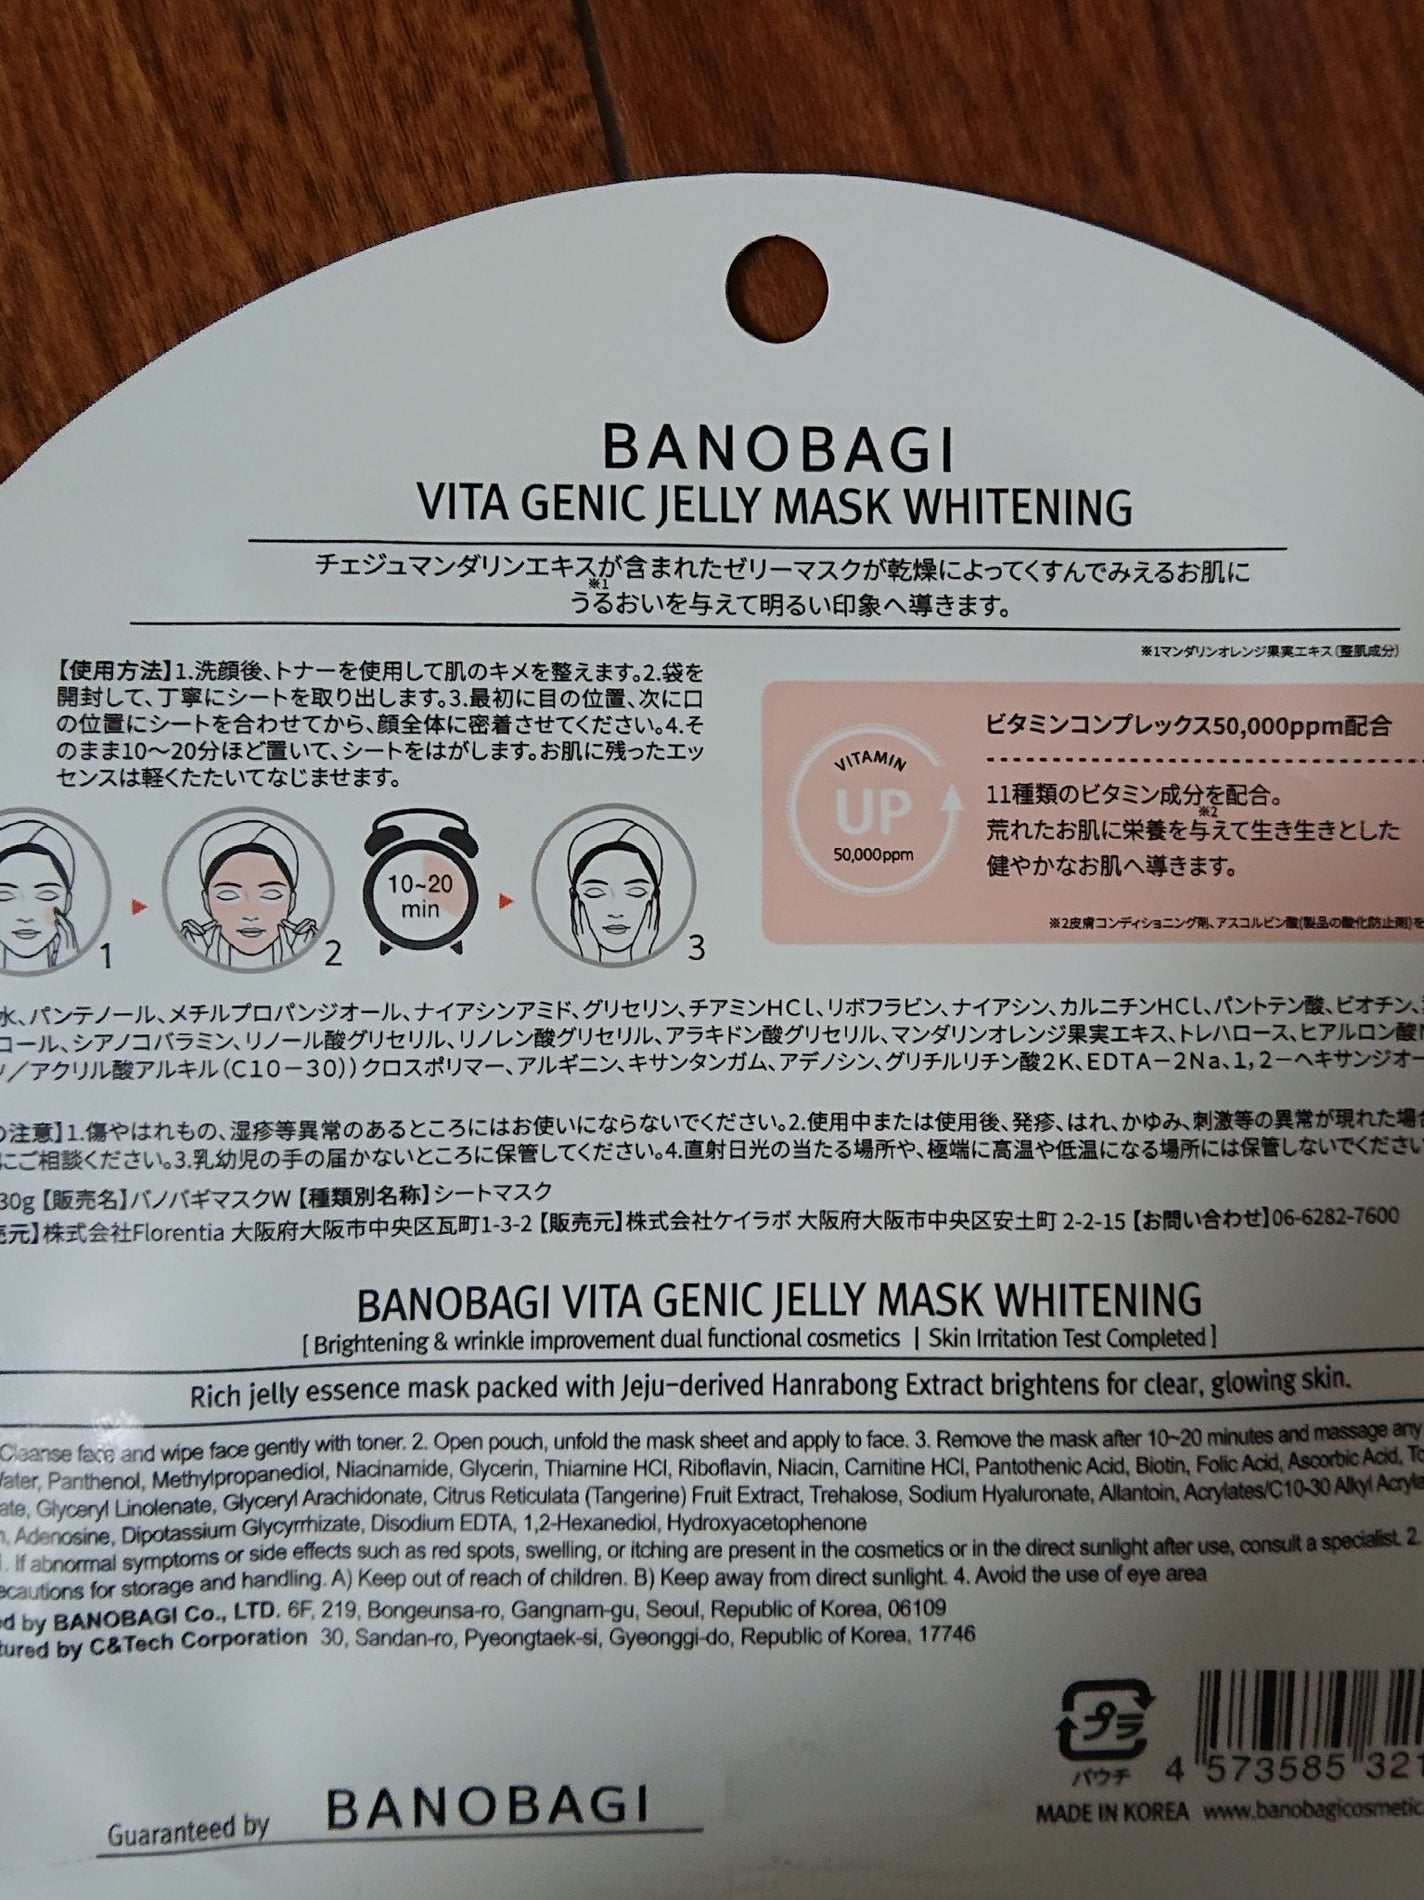 BANOBAGI
VITA GENIC JELLY MASK WHITENING
チェジュマンダリンエキスが含まれたゼリーマスクが乾燥によってくすんでみえるお肌に
※1
うるおいを与えて明るい印象へ導きます。
※1マンダリンオレンジ果実エキス(整肌成分)
【使用方法】1.洗顔後、トナーを使用して肌のキメを整えます。2.袋を
開封して、丁寧にシートを取り出します。3.最初に目の位置、次に口
の位置にシートを合わせてから、顔全体に密着させてください。4.そ
のまま10〜20分ほど置いて、シートをはがします。お肌に残ったエッ
センスは軽くたたいてなじませます。
1
2
10~20
min
3
VITAMIN
UP
50,000ppm
ビタミンコンプレックス50,000ppm配合
11種類のビタミン成分を配合。
※2
荒れたお肌に栄養を与えて生き生きとした
健やかなお肌へ導きます。
※2皮膚コンディショニング剤、アスコルビン酸(製品の酸化防止剤)を
水、パンテノール、メチルプロパンジオール、ナイアシンアミド、グリセリン、チアミンHCl、リボフラビン、ナイアシン、カルニチンHCl、パントテン酸、ビオチン、
コール、シアノコバラミン、リノール酸グリセリル、リノレン酸グリセリル、アラキドン酸グリセリル、マンダリンオレンジ果実エキス、トレハロース、ヒアルロン酸
／アクリル酸アルキル(C10－30))クロスポリマー、アルギニン、キサンタンガム、アデノシン、グリチルリチン酸2K、EDTA－2Na、1,2－ヘキサンジオー
の注意】1.傷やはれもの、湿疹等異常のあるところにはお使いにならないでください。2.使用中または使用後、発疹、はれ、かゆみ、刺激等の異常が現れた場合
にご相談ください。3.乳幼児の手の届かないところに保管してください。4.直射日光の当たる場所や、極端に高温や低温になる場所には保管しないでください
30g【販売名】バノバギマスクW【種類別名称】シートマスク
売元】株式会社Florentia 大阪府大阪市中央区瓦町1-3-2【販売元】株式会社ケイラボ 大阪府大阪市中央区安土町 2-2-15【お問い合わせ】06-6282-7600
BANOBAGI VITA GENIC JELLY MASK WHITENING
[ Brightening & wrinkle improvement dual functional cosmetics | Skin Irritation Test Completed ]
Rich jelly essence mask packed with Jeju-derived Hanrabong Extract brightens for clear, glowing skin.
Cleanse face and wipe face gently with toner. 2. Open pouch, unfold the mask sheet and apply to face. 3. Remove the mask after 10~20 minutes and massage any
Water, Panthenol, Methylpropanediol, Niacinamide, Glycerin, Thiamine HCl, Riboflavin, Niacin, Carnitine HCl, Pantothenic Acid, Biotin, Folic Acid, Ascorbic Acid, To
ate, Glyceryl Linolenate, Glyceryl Arachidonate, Citrus Reticulata (Tangerine) Fruit Extract, Trehalose, Sodium Hyaluronate, Allantoin, Acrylates/C10-30 Alkyl Acryla
, Adenosine, Dipotassium Glycyrrhizate, Disodium EDTA, 1,2-Hexanediol, Hydroxyacetophenone
. If abnormal symptoms or side effects such as red spots, swelling, or itching are present in the cosmetics or in the direct sunlight after use, consult a specialist. 2.
ecautions for storage and handling. A) Keep out of reach of children. B) Keep away from direct sunlight. 4. Avoid the use of eye area
ed by BANOBAGI Co., LTD. 6F, 219, Bongeunsa-ro, Gangnam-gu, Seoul, Republic of Korea, 06109
tured by C&Tech Corporation 30, Sandan-ro, Pyeongtaek-si, Gyeonggi-do, Republic of Korea, 17746
プラ
パウチ
4 573585 321
MADE IN KOREA www.banobagicosmetic
Guaranteed by BANOBAGI